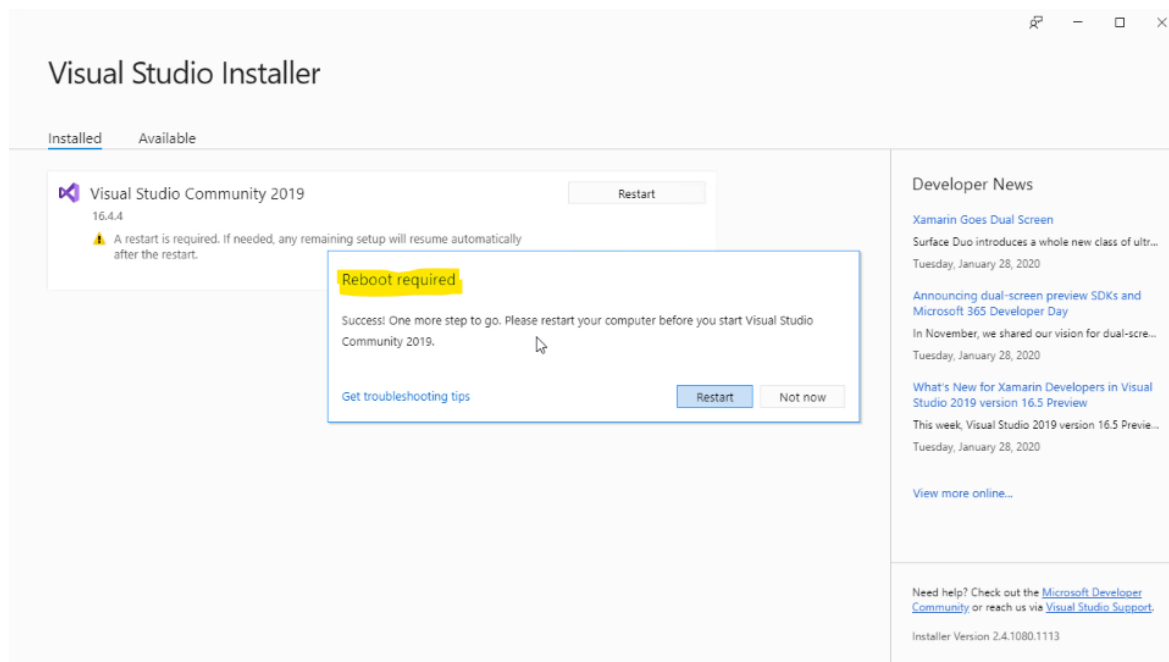 Visual Studio Installer
Installed Available
Visual Studio Community 2019
Restart
16.4.4
A restart is required. If needed, any remaining setup will resume automatically
after the restart.
Reboot required
Success! One more step to go. Please restart your computer before you start Visual Studio
Community 2019.
Get troubleshooting tips
Restart
Not now
Developer News
Xamarin Goes Dual Screen
Surface Duo introduces a whole new class of ultr...
Tuesday, January 28, 2020
Announcing dual-screen preview SDKs and
Microsoft 365 Developer Day
In November, we shared our vision for dual-scre...
Tuesday, January 28, 2020
What's New for Xamarin Developers in Visual
Studio 2019 version 16.5 Preview
This week, Visual Studio 2019 version 16.5 Previe...
Tuesday, January 28, 2020
View more online...
Need help? Check out the Microsoft Developer
Community or reach us via Visual Studio Support.
Installer Version 2.4.1080.1113